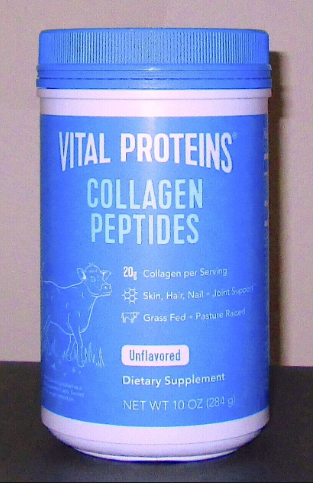 VITAL PROTEINS®
COLLAGEN
PEPTIDES
20g Collagen per Serving
Skin, Hair, Nail + Joint Support
Grass Fed + Pasture Raised
Unflavored
Dietary Supplement
NET WT 10 OZ (284 g)